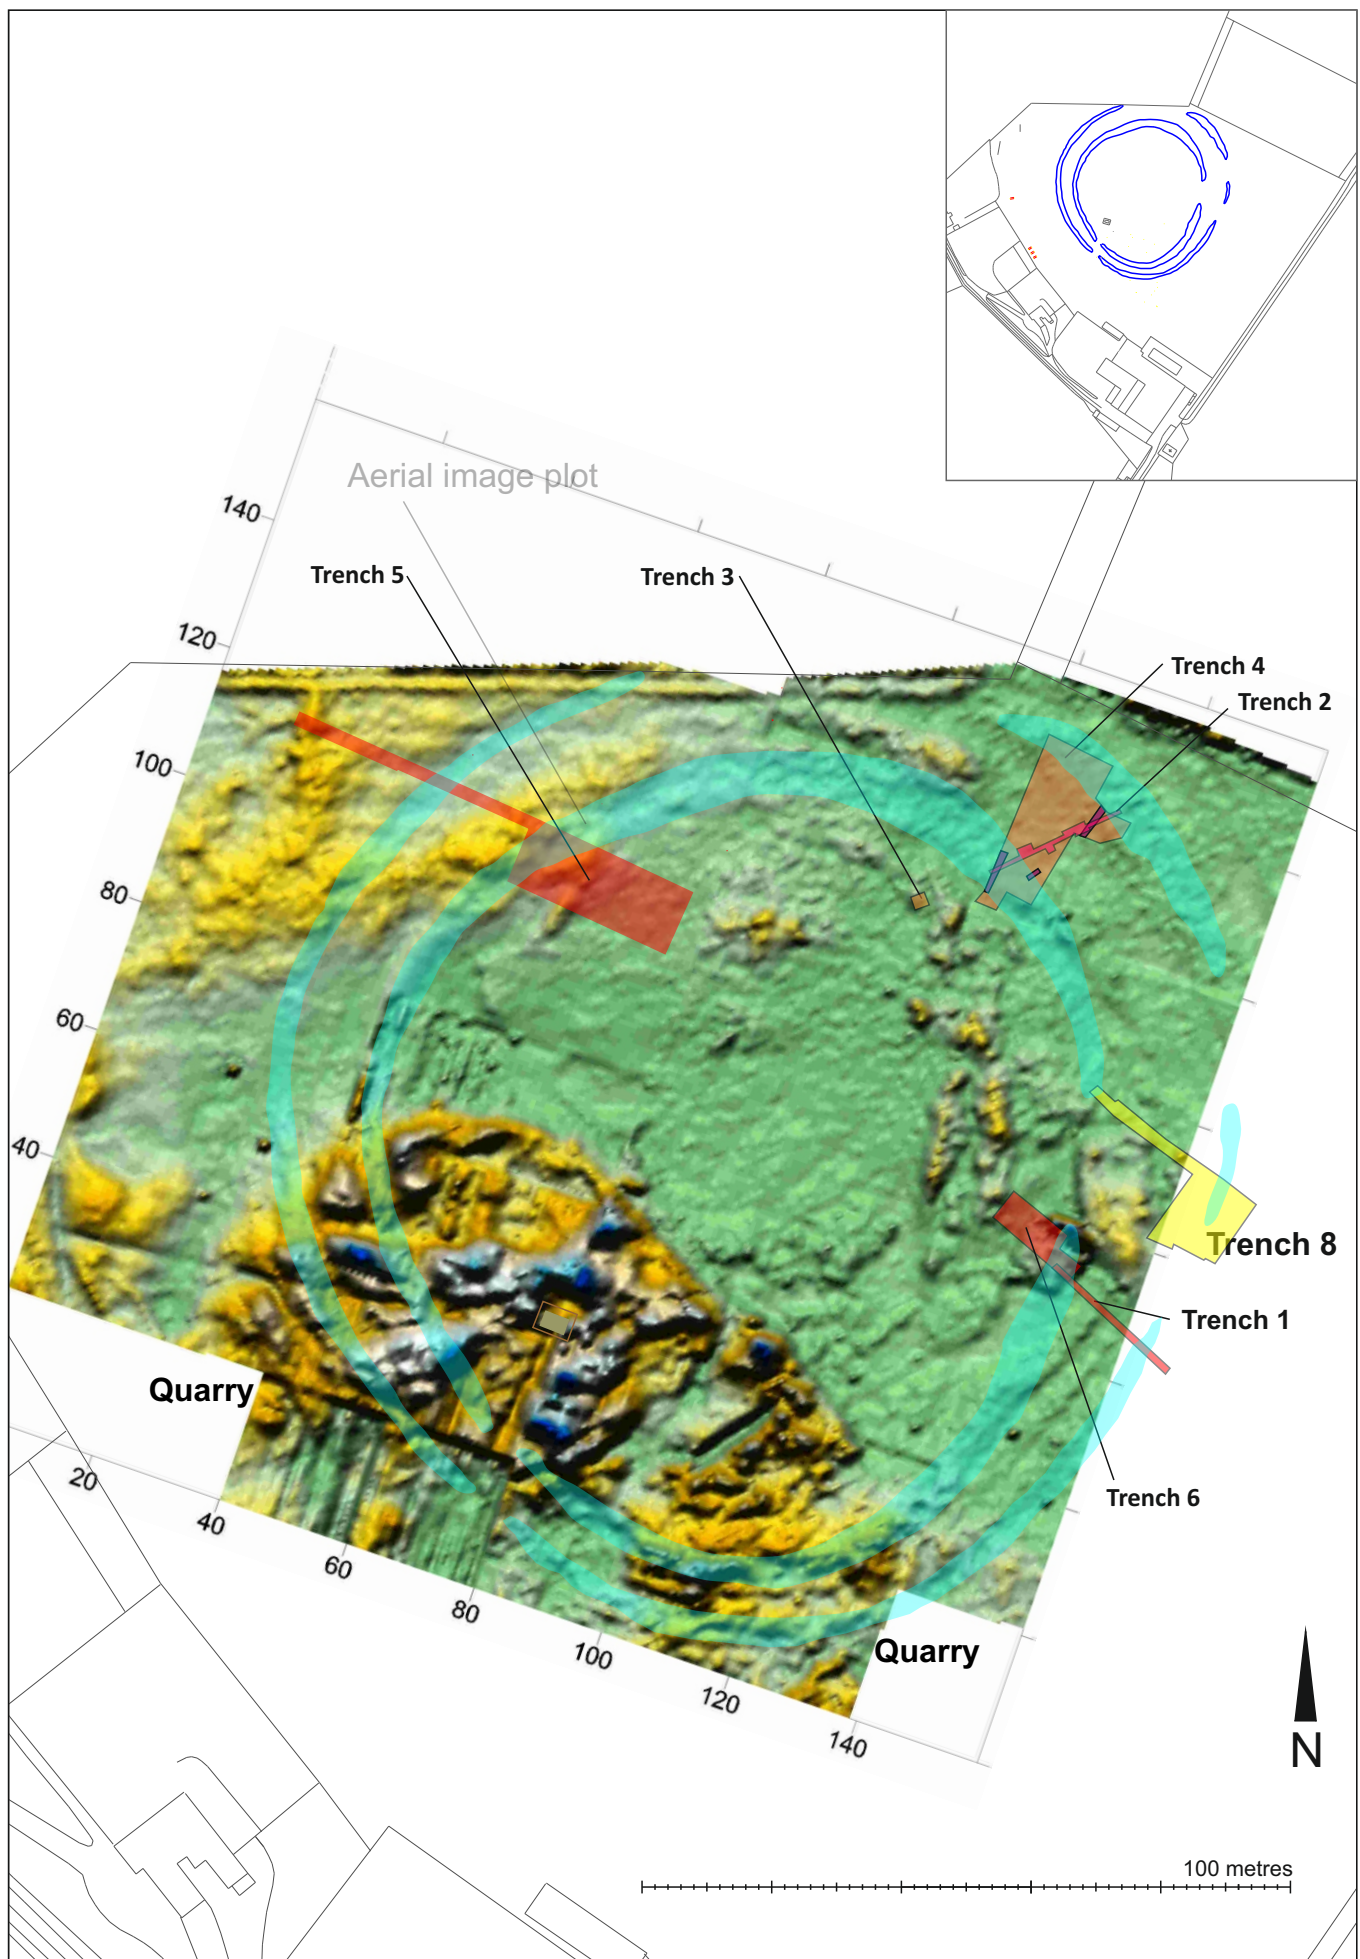 Aerial image plot
140
Trench 5
Trench 3
120
Trench 4
Trench 2
100
80
60
40
Trench 8
Trench 1
Quarry
20
Trench 6
40
60
80
100
Quarry
120
140
N
100 metres